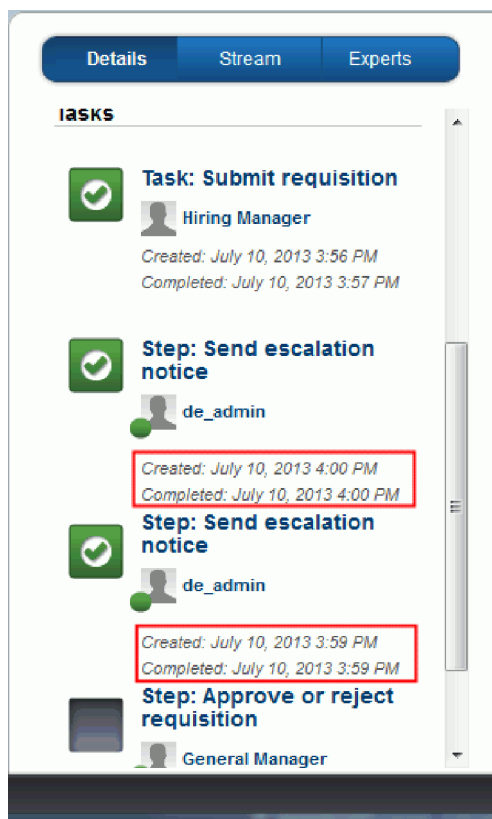 Details Stream Experts
Tasks
Task: Submit requisition
Hiring Manager
Created: July 10, 2013 3:56 PM
Completed: July 10, 2013 3:57 PM
Step: Send escalation
notice
de_admin
Created: July 10, 2013 4:00 PM
Completed: July 10, 2013 4:00 PM
Step: Send escalation
notice
de_admin
Created: July 10, 2013 3:59 PM
Completed: July 10, 2013 3:59 PM
Step: Approve or reject
requisition
General Manager